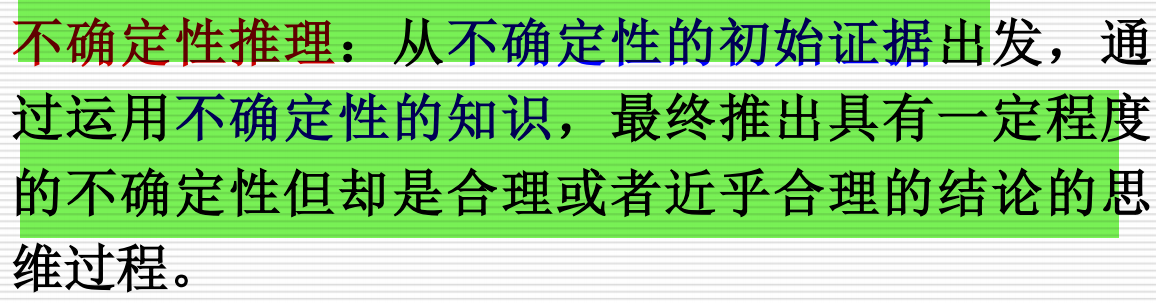 不确定性推理：从不确定性的初始证据出发，通
过运用不确定性的知识，最终推出具有一定程度
的不确定性但却是合理或者近乎合理的结论的思
维过程。